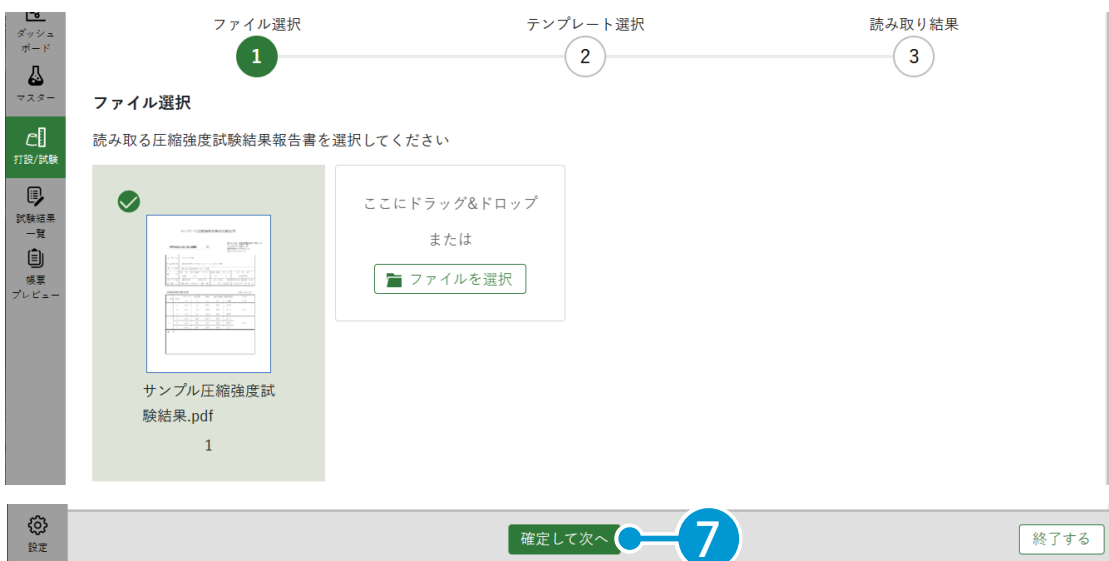 ダッシュ
ボード
マスター
打設/試験
試験結果
一覧
帳票
プレビュー
ファイル選択
テンプレート選択
読み取り結果
1
2
3
ファイル選択
読み取る圧縮強度試験結果報告書を選択してください
サンプル圧縮強度試
験結果.pdf
1
ここにドラッグ&ドロップ
または
ファイルを選択
設定
確定して次へ
7
終了する